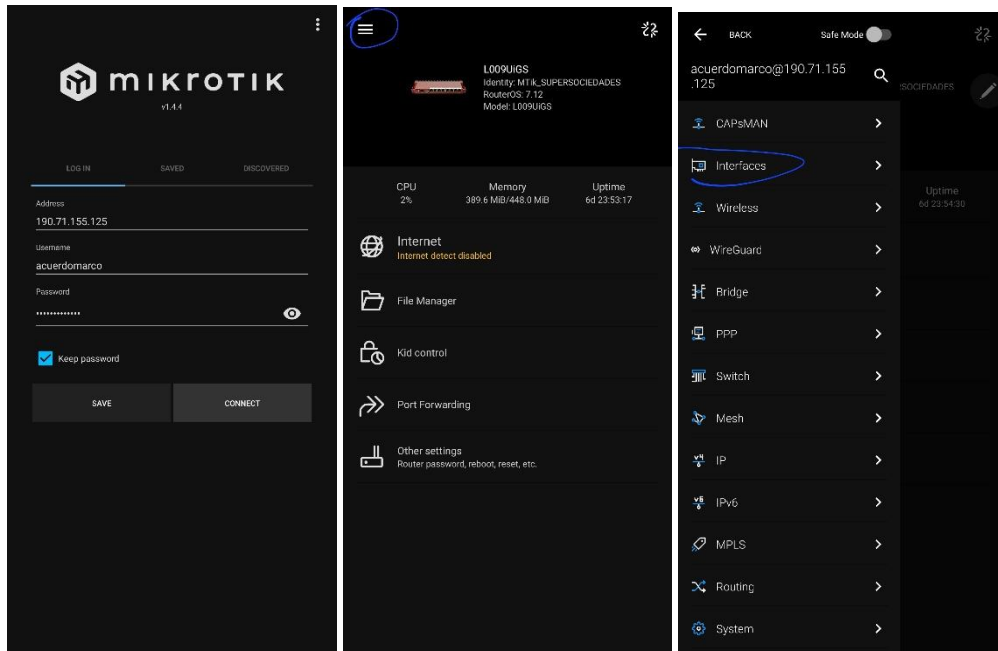 mikrotik
v1.4.4
LOG IN
SAVED
DISCOVERED
Address
190.71.155.125
Username
acuerdomarco
Password
•••••••••••••
Keep password
SAVE
CONNECT
L009UiGS
Identity: MTik_SUPERSOCIEDADES
RouterOS: 7.12
Model: L009UiGS
CPU
2%
Memory
389.6 MiB/448.0 MiB
Uptime
6d 23:53:17
Internet
Internet detect disabled
File Manager
Kid control
Port Forwarding
Other settings
Router password, reboot, reset, etc.
BACK
Safe Mode
acuerdomarco@190.71.155
.125
RSOCIEDADES
CAPsMAN
Interfaces
Wireless
WireGuard
Bridge
PPP
Switch
Mesh
IP
IPv6
MPLS
Routing
System
Uptime
6d 23:54:30